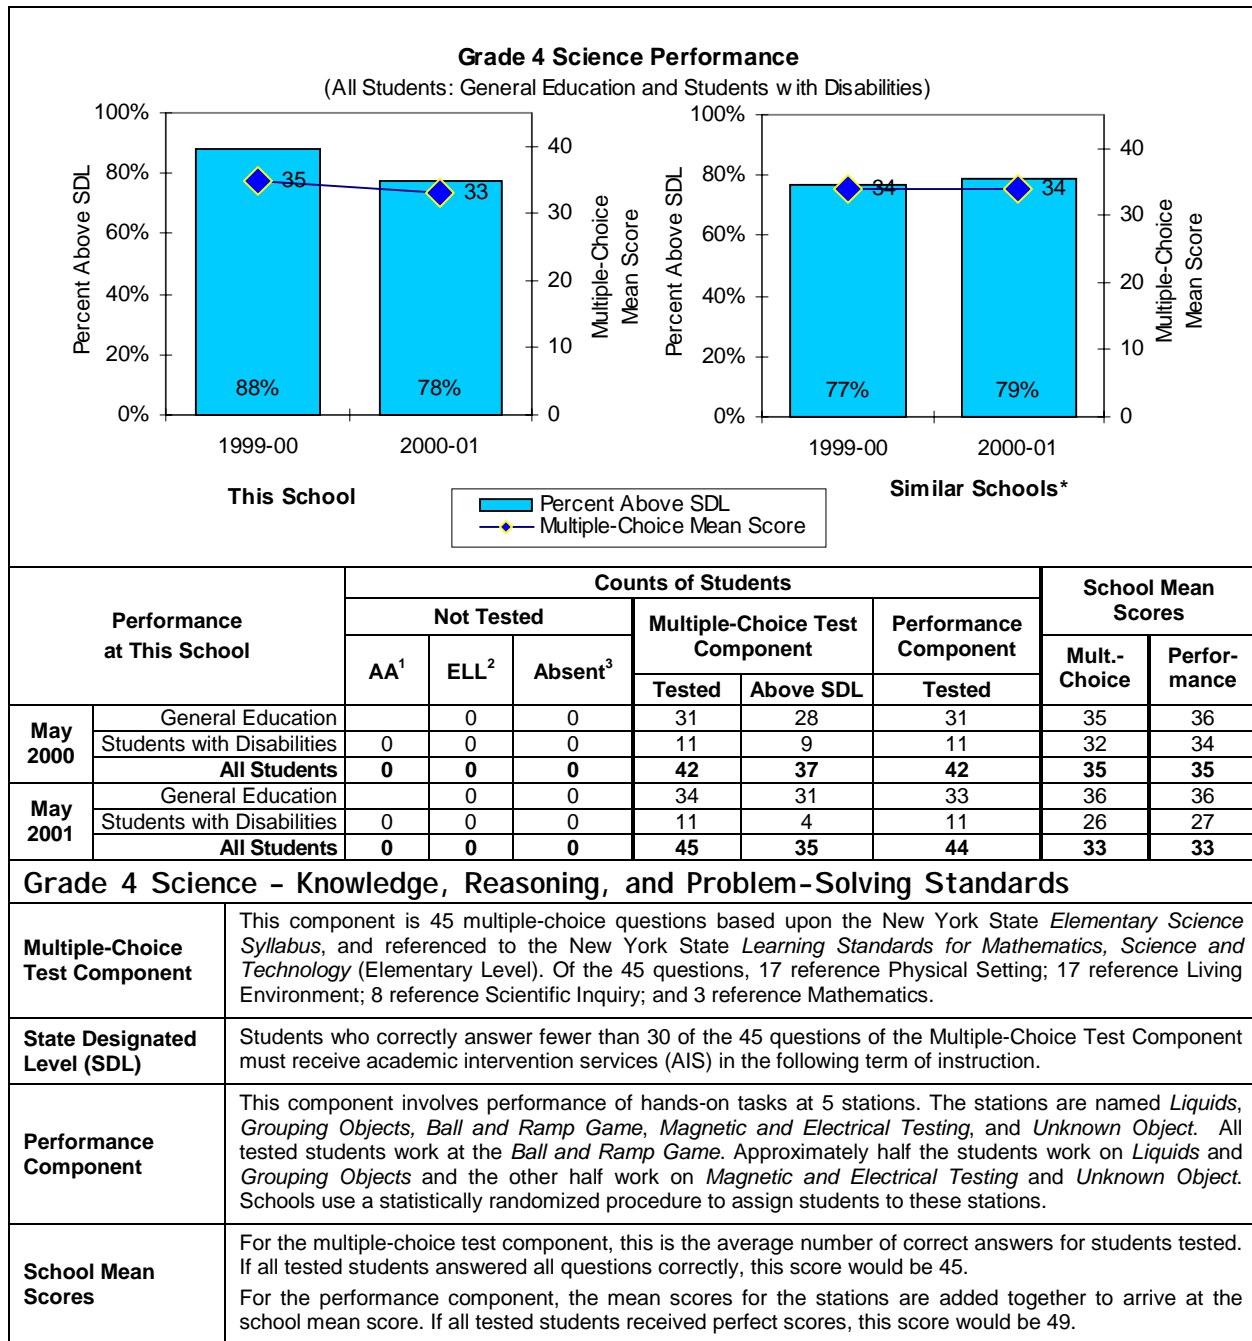 Grade 4 Science Performance
(All Students: General Education and Students with Disabilities)
100%
80%
60%
40%
20%
0%
Percent Above SDL
35
33
88%
78%
40
30
20
10
0
Multiple-Choice
Mean Score
1999-00
2000-01
This School
100%
80%
60%
40%
20%
0%
Percent Above SDL
34
34
77%
79%
40
30
20
10
0
Multiple-Choice
Mean Score
1999-00
2000-01
Similar Schools*
Percent Above SDL
Multiple-Choice Mean Score
Performance
at This School
Counts of Students
School Mean
Scores
Not Tested
Multiple-Choice Test
Component
Performance
Component
AA1
ELL2
Absent3
Mult.-
Choice
Perfor-
mance
Tested
Above SDL
Tested
May
2000
General Education 0 0 31 28 31 35 36
Students with Disabilities 0 0 0 11 9 11 32 34
All Students 0 0 0 42 37 42 35 35
May
2001
General Education 0 0 34 31 33 36 36
Students with Disabilities 0 0 0 11 4 11 26 27
All Students 0 0 0 45 35 44 33 33
Grade 4 Science – Knowledge, Reasoning, and Problem-Solving Standards
Multiple-Choice
Test Component
This component is 45 multiple-choice questions based upon the New York State Elementary Science
Syllabus, and referenced to the New York State Learning Standards for Mathematics, Science and
Technology (Elementary Level). Of the 45 questions, 17 reference Physical Setting; 17 reference Living
Environment; 8 reference Scientific Inquiry; and 3 reference Mathematics.
State Designated
Level (SDL)
Students who correctly answer fewer than 30 of the 45 questions of the Multiple-Choice Test Component
must receive academic intervention services (AIS) in the following term of instruction.
Performance
Component
This component involves performance of hands-on tasks at 5 stations. The stations are named Liquids,
Grouping Objects, Ball and Ramp Game, Magnetic and Electrical Testing, and Unknown Object. All
tested students work at the Ball and Ramp Game. Approximately half the students work on Liquids and
Grouping Objects and the other half work on Magnetic and Electrical Testing and Unknown Object.
Schools use a statistically randomized procedure to assign students to these stations.
School Mean
Scores
For the multiple-choice test component, this is the average number of correct answers for students tested.
If all tested students answered all questions correctly, this score would be 45.
For the performance component, the mean scores for the stations are added together to arrive at the
school mean score. If all tested students received perfect scores, this score would be 49.